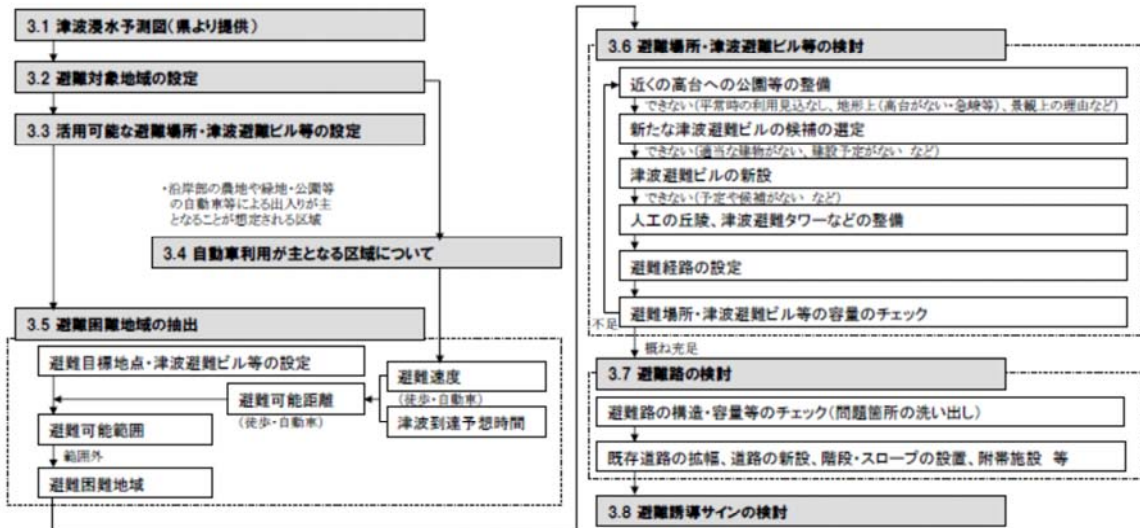 3.1 津波浸水予測図(県より提供)
3.2 避難対象地域の設定
3.3 活用可能な避難場所・津波避難ビル等の設定
・沿岸部の農地や緑地・公園等
の自動車等による出入りが主
となることが想定される区域
3.4 自動車利用が主となる区域について
3.5 避難困難地域の抽出
避難目標地点・津波避難ビル等の設定
避難速度
(徒歩・自動車)
避難可能距離
(徒歩・自動車)
津波到達予想時間
避難可能範囲
範囲外
避難困難地域
3.6 避難場所・津波避難ビル等の検討
近くの高台への公園等の整備
できない(平常時の利用見込なし、地形上(高台がない・急峻等)、景観上の理由など)
新たな津波避難ビルの候補の選定
できない(適当な建物がない、建設予定がない など)
津波避難ビルの新設
できない(予定や候補がない など)
人工の丘陵、津波避難タワーなどの整備
避難経路の設定
避難場所・津波避難ビル等の容量のチェック
不足
概ね充足
3.7 避難路の検討
避難路の構造・容量等のチェック(問題箇所の洗い出し)
既存道路の拡幅、道路の新設、階段・スロープの設置、附帯施設 等
3.8 避難誘導サインの検討